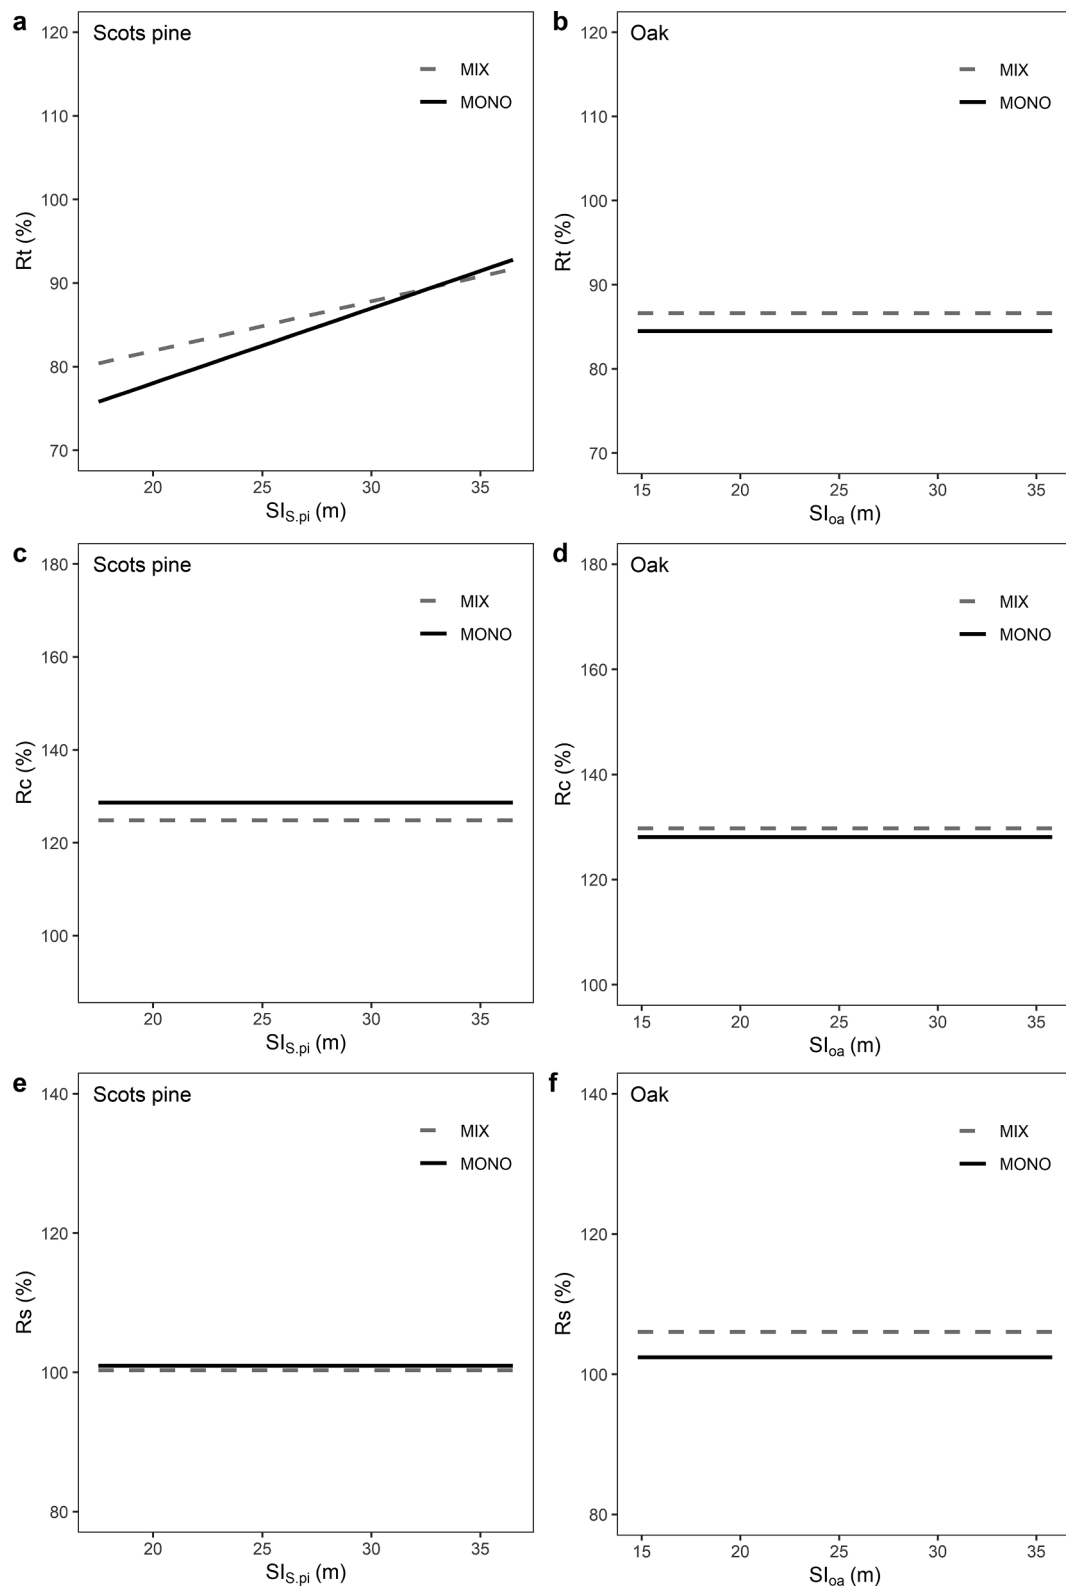 a
Scots pine
MIX
MONO
120
110
100
90
80
70
Rt (%)
20 25 30 35
SIS.pi (m)
b
Oak
MIX
MONO
120
110
100
90
80
70
Rt (%)
15 20 25 30 35
SIoa (m)
c
Scots pine
MIX
MONO
180
160
140
120
100
Rc (%)
20 25 30 35
SIS.pi (m)
d
Oak
MIX
MONO
180
160
140
120
100
Rc (%)
15 20 25 30 35
SIoa (m)
e
Scots pine
MIX
MONO
140
120
100
80
Rs (%)
20 25 30 35
SIS.pi (m)
f
Oak
MIX
MONO
140
120
100
80
Rs (%)
15 20 25 30 35
SIoa (m)